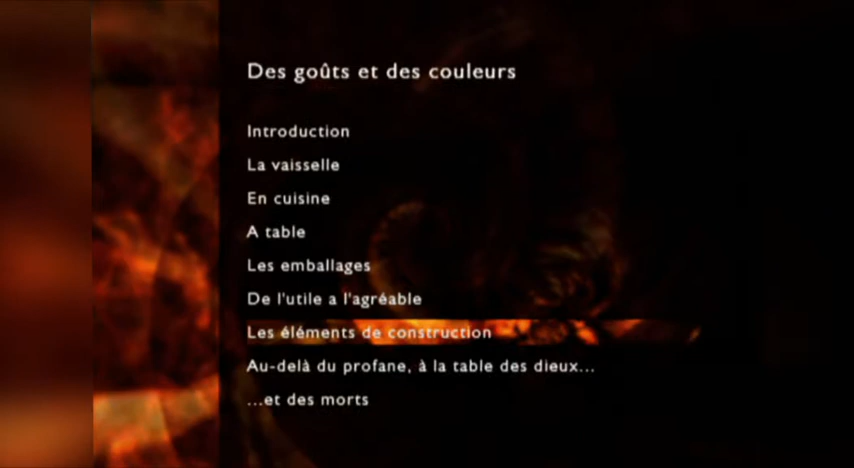 Des goûts et des couleurs
Introduction
La vaisselle
En cuisine
A table
Les emballages
De l'utile a l'agréable
Les éléments de construction
Au-delà du profane, à la table des dieux...
...et des morts